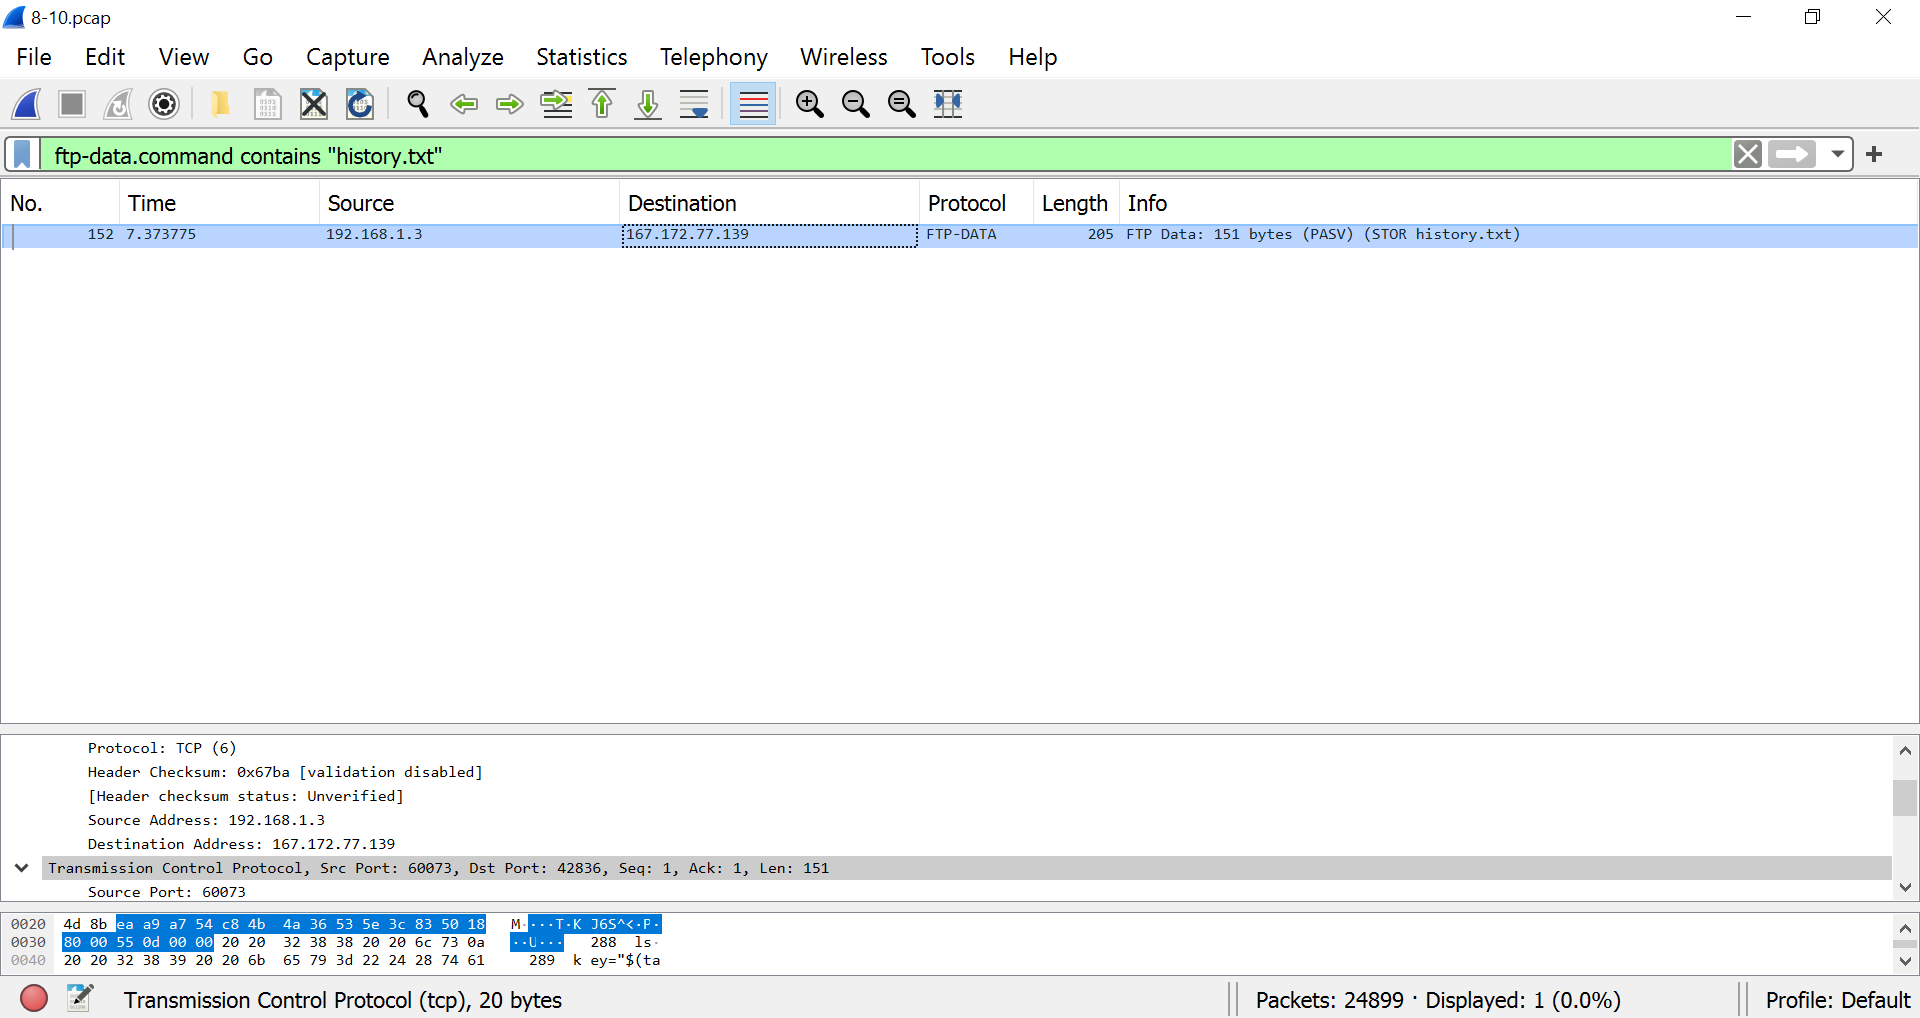 8-10.pcap
File Edit View Go Capture Analyze Statistics Telephony Wireless Tools Help
ftp-data.command contains "history.txt"
No. Time Source Destination Protocol Length Info
152 7.373775 192.168.1.3 167.172.77.139 FTP-DATA 205 FTP Data: 151 bytes (PASV) (STOR history.txt)
Protocol: TCP (6)
Header Checksum: 0x67ba [validation disabled]
[Header checksum status: Unverified]
Source Address: 192.168.1.3
Destination Address: 167.172.77.139
Transmission Control Protocol, Src Port: 60073, Dst Port: 42836, Seq: 1, Ack: 1, Len: 151
Source Port: 60073
0020 4d 8b ea a9 a7 54 c8 4b 4a 36 53 5e 3c 83 50 18 M····T·K J6S^<·P·
0030 80 00 55 0d 00 00 20 20 32 38 38 20 20 6c 73 0a ··U··· 288 ls·
0040 20 20 32 38 39 20 20 6b 65 79 3d 22 24 28 74 61 289 k ey="$(ta
Transmission Control Protocol (tcp), 20 bytes Packets: 24899 · Displayed: 1 (0.0%) Profile: Default